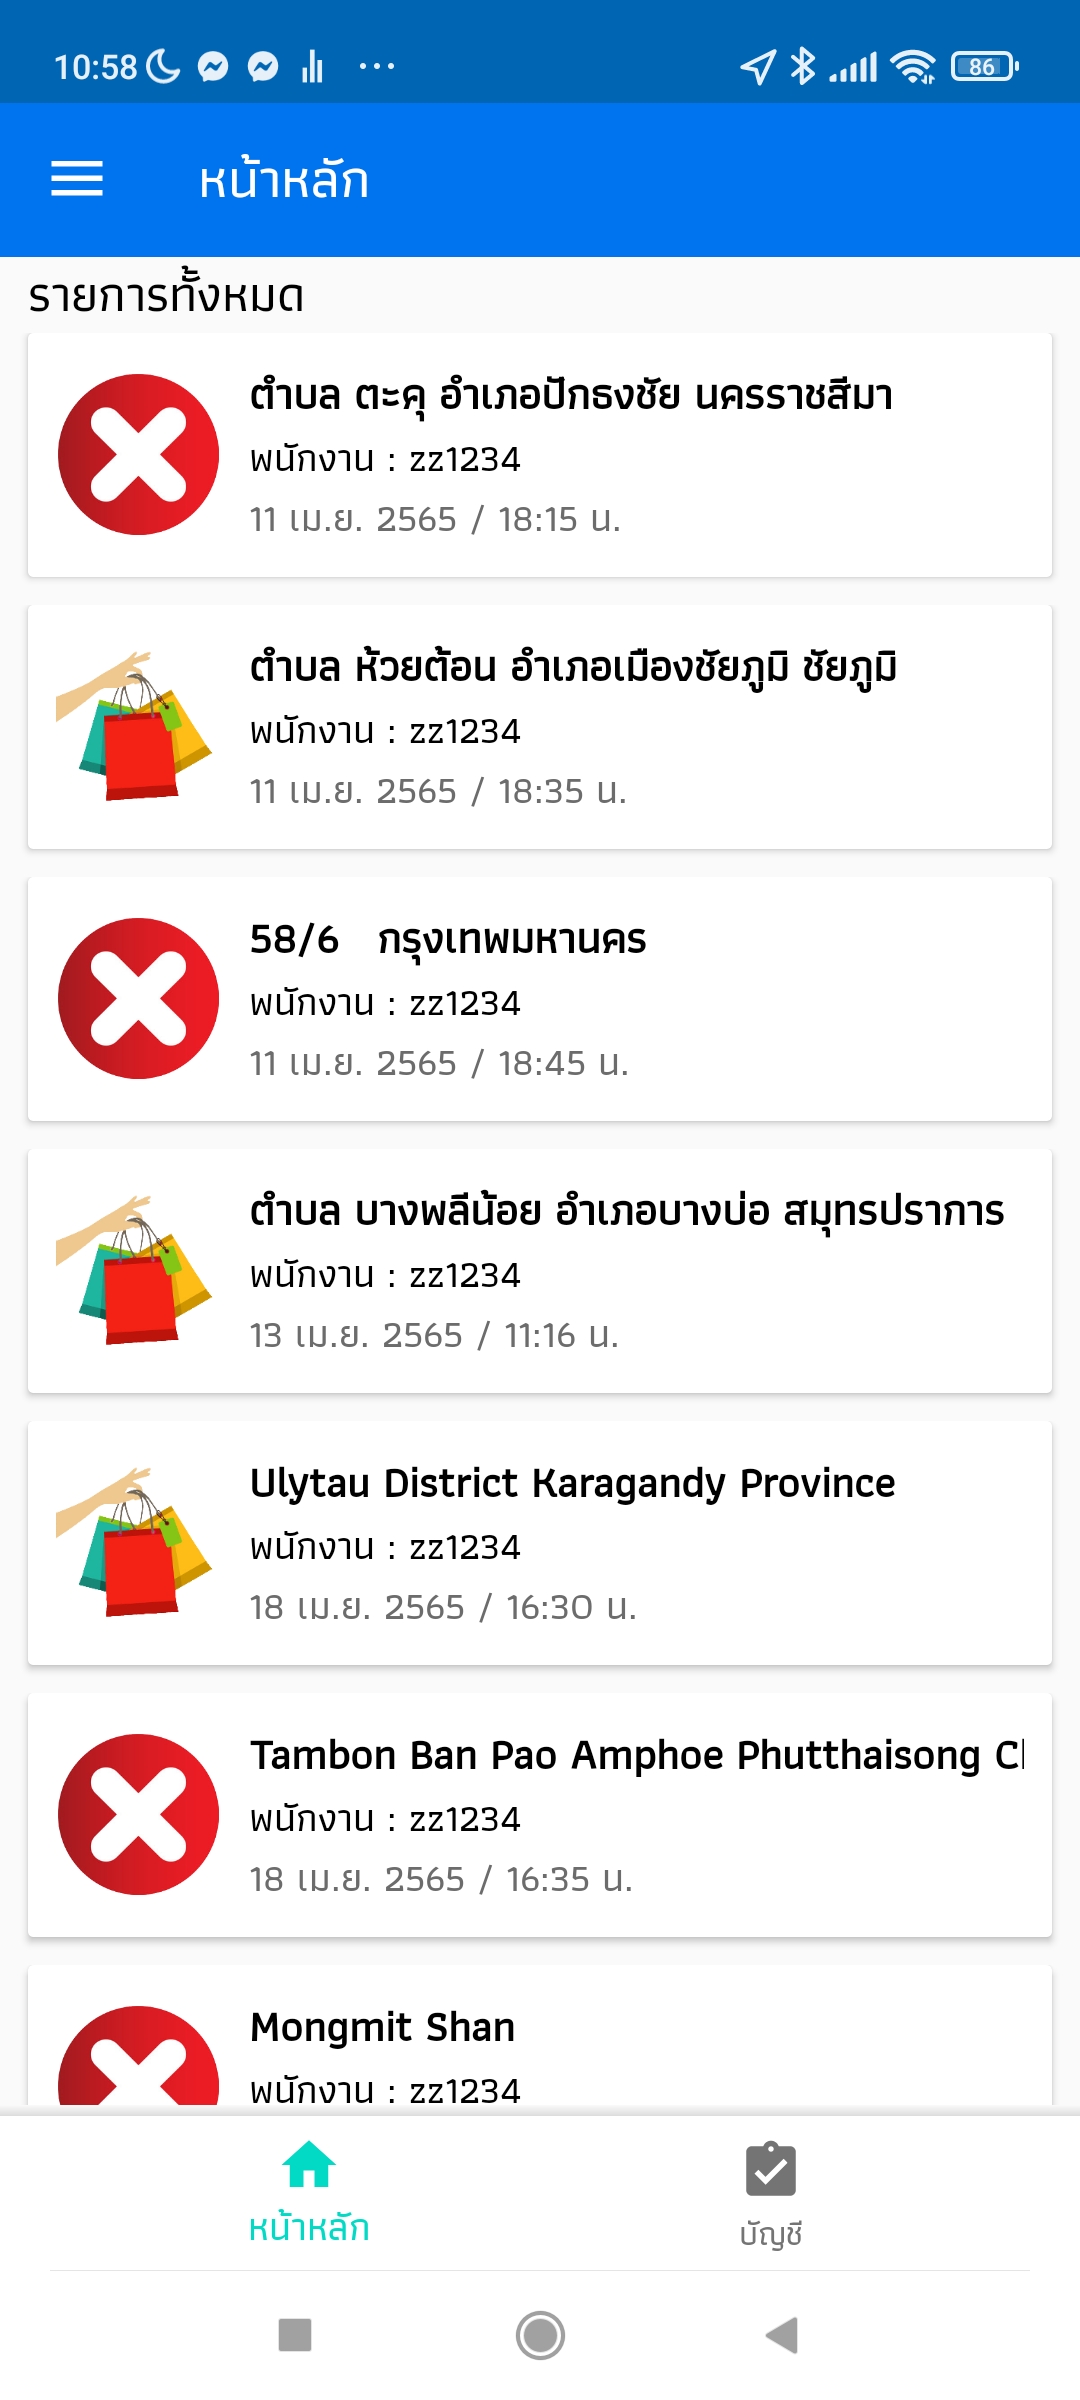 10:58
86
หน้าหลัก
รายการทั้งหมด
ตำบล ตะคุ อำเภอปักธงชัย นครราชสีมา
พนักงาน : zz1234
11 เม.ย. 2565 / 18:15 น.
ตำบล ห้วยต้อน อำเภอเมืองชัยภูมิ ชัยภูมิ
พนักงาน : zz1234
11 เม.ย. 2565 / 18:35 น.
58/6 กรุงเทพมหานคร
พนักงาน : zz1234
11 เม.ย. 2565 / 18:45 น.
ตำบล บางพลีน้อย อำเภอบางบ่อ สมุทรปราการ
พนักงาน : zz1234
13 เม.ย. 2565 / 11:16 น.
Ulytau District Karagandy Province
พนักงาน : zz1234
18 เม.ย. 2565 / 16:30 น.
Tambon Ban Pao Amphoe Phutthaisong
พนักงาน : zz1234
18 เม.ย. 2565 / 16:35 น.
Mongmit Shan
พนักงาน : zz1234
หน้าหลัก
บัญชี